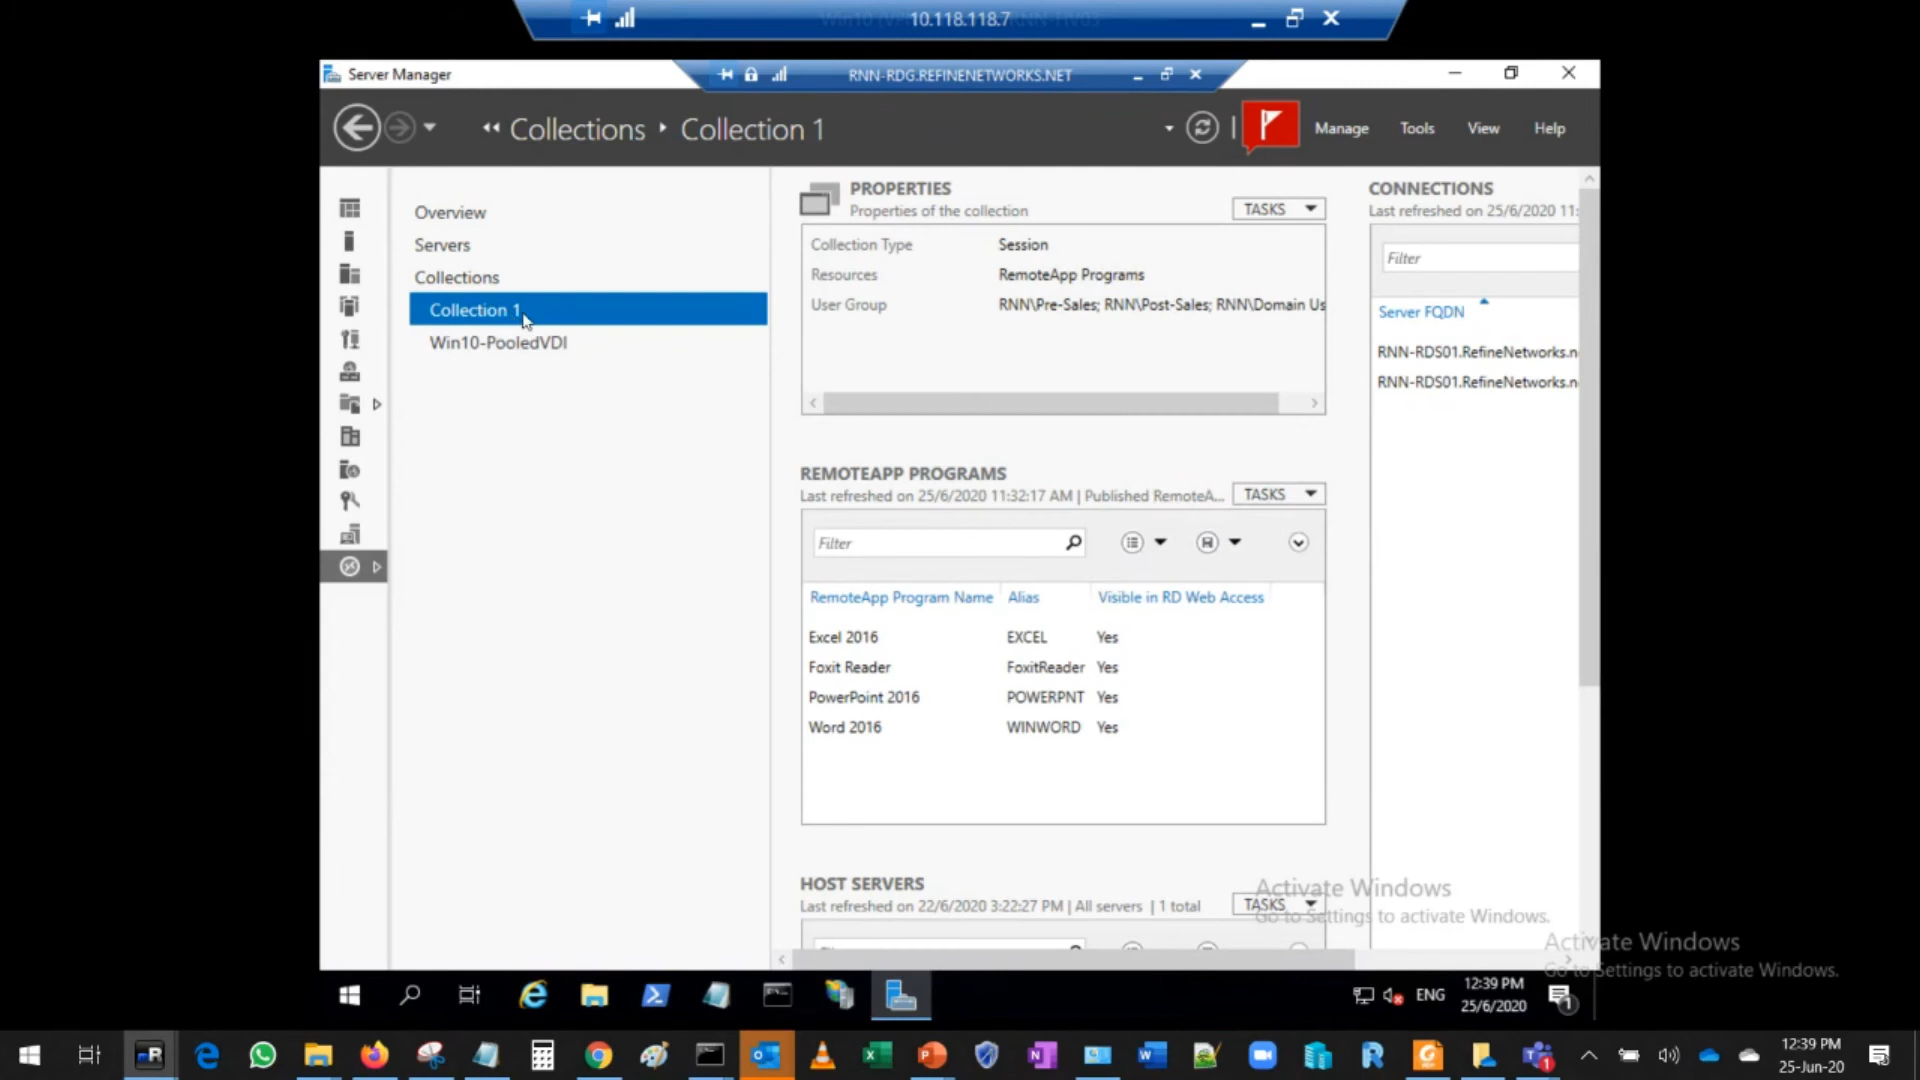 10.118.118.7
Server Manager
RNN-RDG.REFINENETWORKS.NET
Collections
Collection 1
Manage
Tools
View
Help
Overview
Servers
Collections
Collection 1
Win10-PooledVDI
PROPERTIES
Properties of the collection
TASKS
Collection Type Session
Resources RemoteApp Programs
User Group RNN\Pre-Sales; RNN\Post-Sales; RNN\Domain Us
CONNECTIONS
Last refreshed on 25/6/2020 11:
Filter
Server FQDN
RNN-RDS01.RefineNetworks.n
RNN-RDS01.RefineNetworks.n
REMOTEAPP PROGRAMS
Last refreshed on 25/6/2020 11:32:17 AM | Published RemoteA...
TASKS
Filter
RemoteApp Program Name Alias Visible in RD Web Access
Excel 2016 EXCEL Yes
Foxit Reader FoxitReader Yes
PowerPoint 2016 POWERPNT Yes
Word 2016 WINWORD Yes
HOST SERVERS
Last refreshed on 22/6/2020 3:22:27 PM | All servers | 1 total
TASKS
Activate Windows
Go to Settings to activate Windows.
Activate Windows
Go to Settings to activate Windows.
ENG
12:39 PM
25/6/2020
1
12:39 PM
25-Jun-20